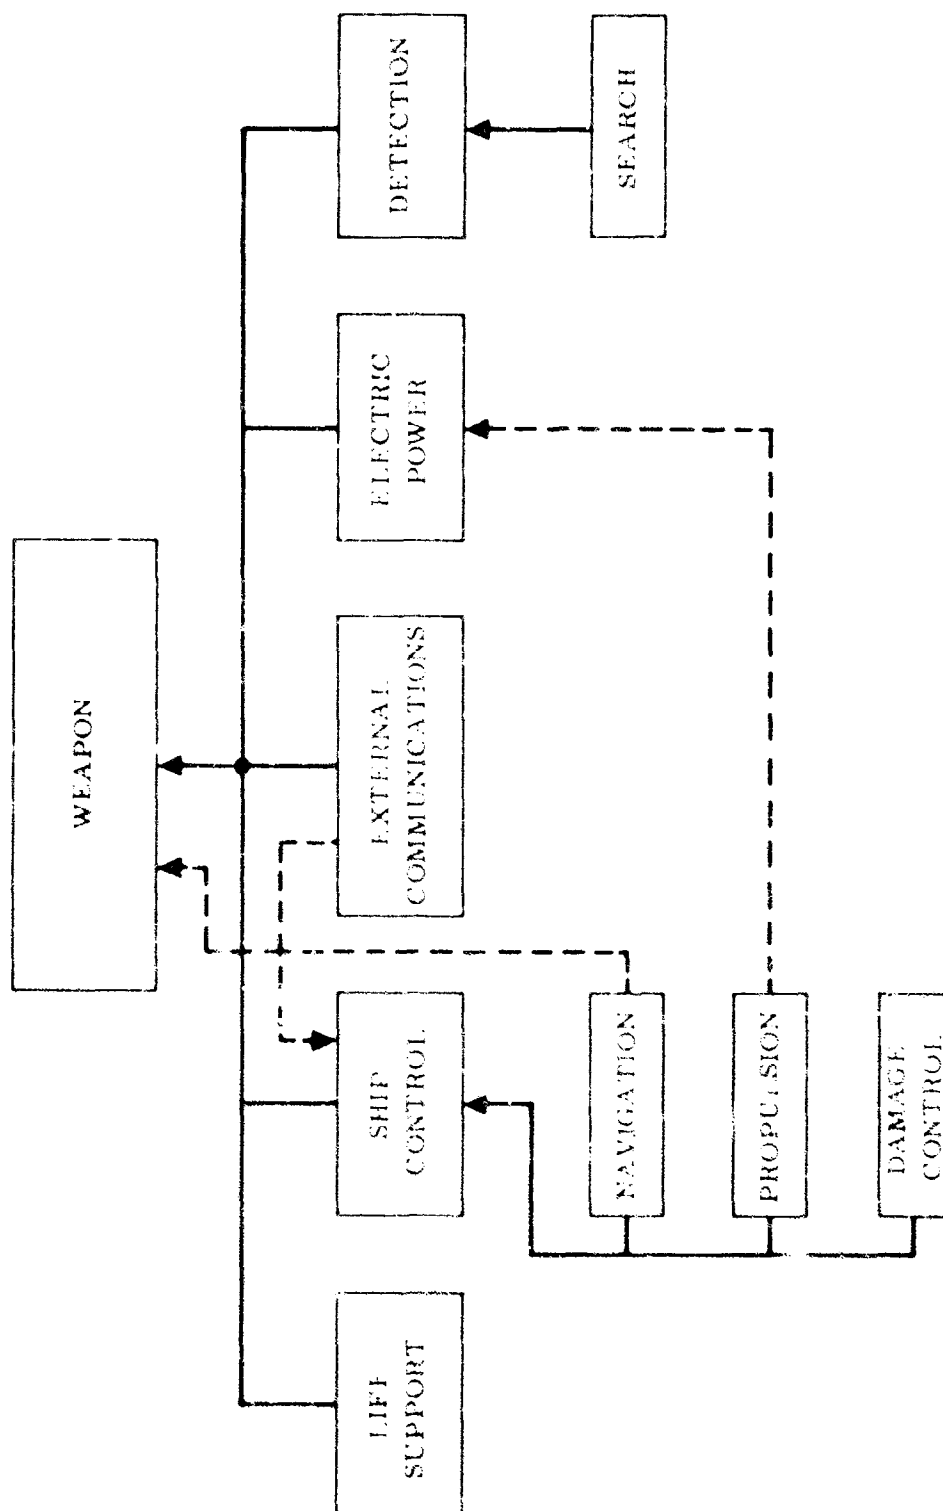 WEAPON
LIFE
SUPPORT
SHIP
CONTROL
EXTERNAL
COMMUNICATIONS
ELECTRIC
POWER
DETECTION
NAVIGATION
SEARCH
PROPULSION
DAMAGE
CONTROL